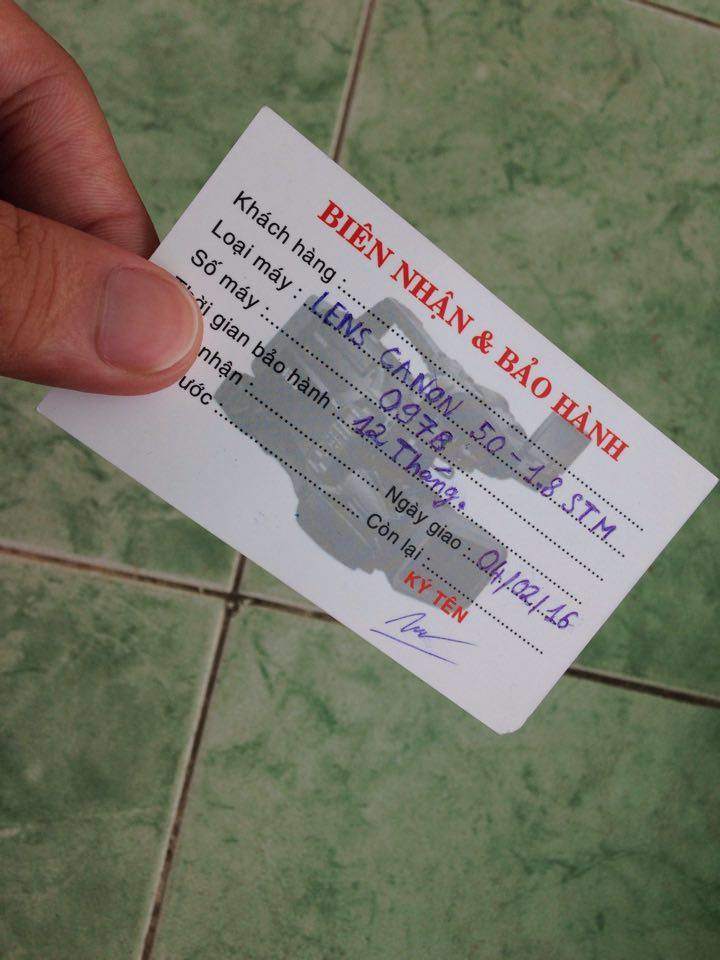 BIÊN NHẬN & BẢO HÀNH
Khách hàng :
Loại máy : LENS CANON 50 - 1.8 STM
Số máy : 0978
gian bảo hành : 12 Tháng.
nhận Ngày giao : 04/02/16
ước Còn lại :
KÝ TÊN